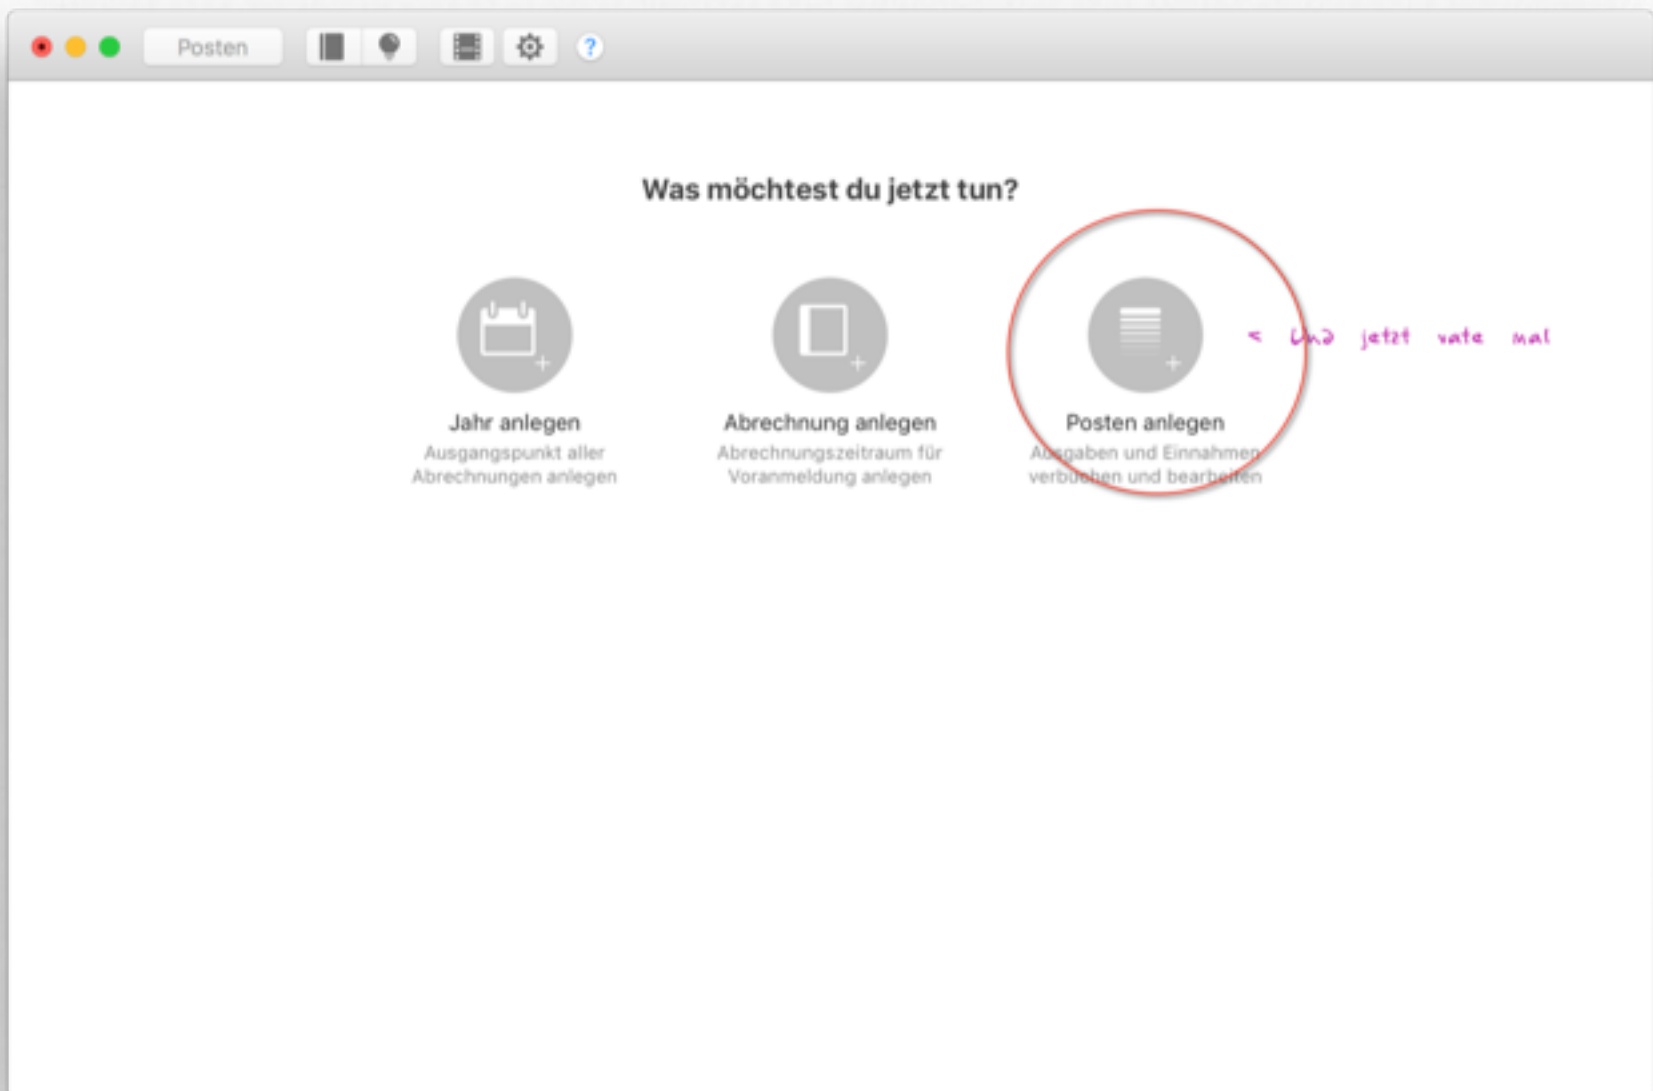 Posten
?
Was möchtest du jetzt tun?
Jahr anlegen
Ausgangspunkt aller
Abrechnungen anlegen
Abrechnung anlegen
Abrechnungszeitraum für
Voranmeldung anlegen
Posten anlegen
Ausgaben und Einnahmen
verbuchen und bearbeiten
< Und jetzt rate mal